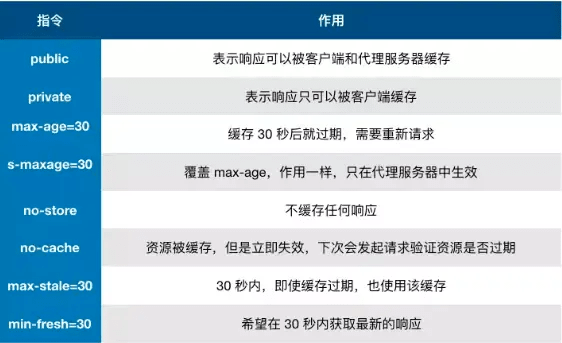 指令 作用
public 表示响应可以被客户端和代理服务器缓存
private 表示响应只可以被客户端缓存
max-age=30 缓存 30 秒后就过期，需要重新请求
s-maxage=30 覆盖 max-age，作用一样，只在代理服务器中生效
no-store 不缓存任何响应
no-cache 资源被缓存，但是立即失效，下次会发起请求验证资源是否过期
max-stale=30 30 秒内，即使缓存过期，也使用该缓存
min-fresh=30 希望在 30 秒内获取最新的响应